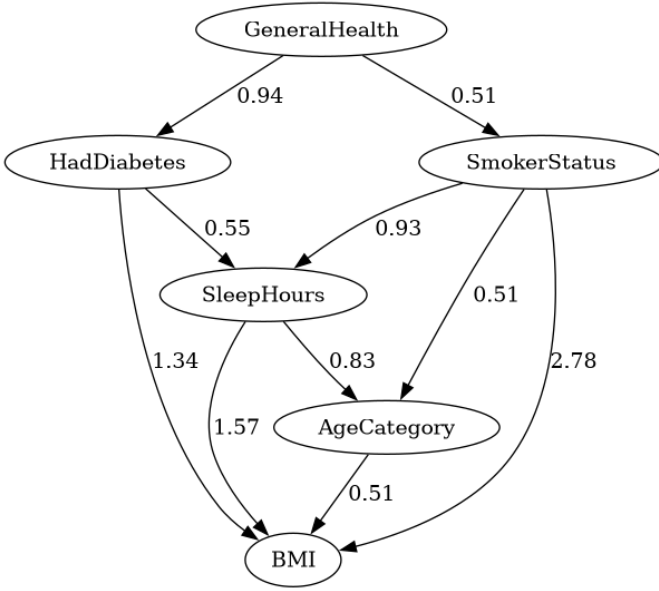 GeneralHealth
0.94
0.51
HadDiabetes
SmokerStatus
0.55
0.93
SleepHours
0.51
1.34
0.83
2.78
1.57
AgeCategory
0.51
BMI